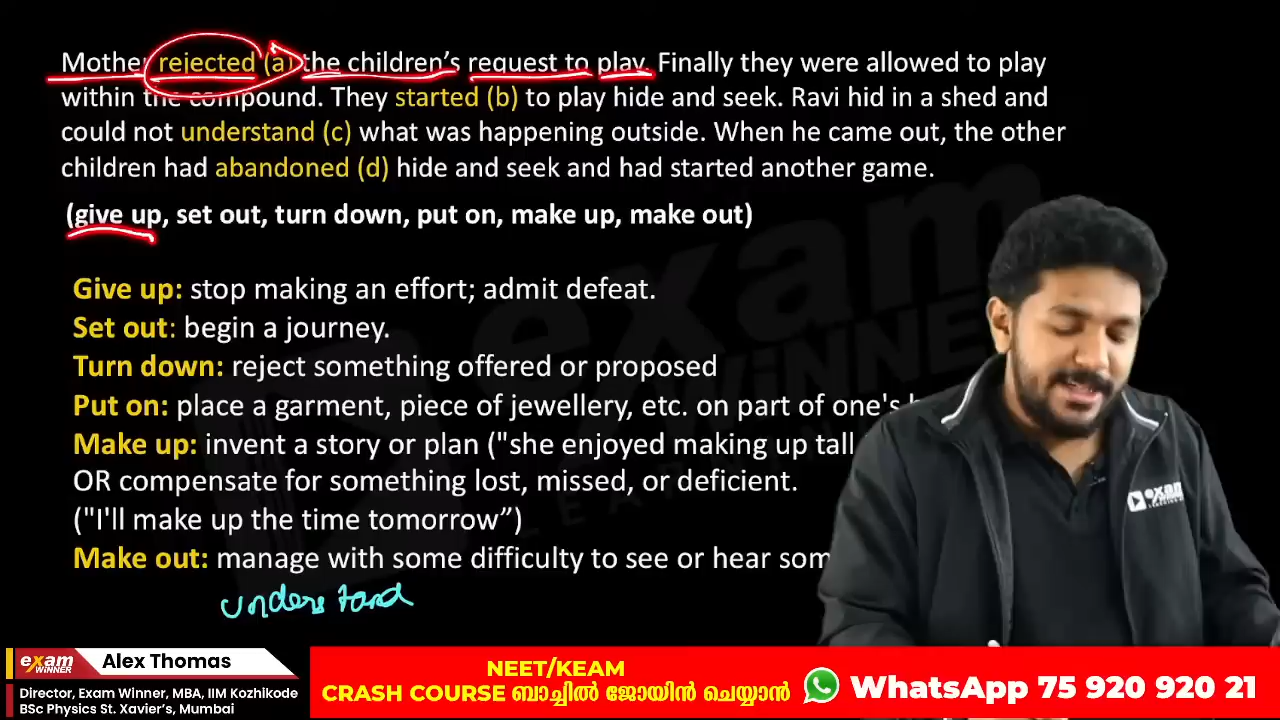 Mother rejected (a) the children's request to play. Finally they were allowed to play
within the compound. They started (b) to play hide and seek. Ravi hid in a shed and
could not understand (c) what was happening outside. When he came out, the other
children had abandoned (d) hide and seek and had started another game.
(give up, set out, turn down, put on, make up, make out)
Give up: stop making an effort; admit defeat.
Set out: begin a journey.
Turn down: reject something offered or proposed
Put on: place a garment, piece of jewellery, etc. on part of one's
Make up: invent a story or plan ("she enjoyed making up tall
OR compensate for something lost, missed, or deficient.
("I'll make up the time tomorrow”)
Make out: manage with some difficulty to see or hear som
understand
exam
WINNER
Alex Thomas
Director, Exam Winner, MBA, IIM Kozhikode
BSc Physics St. Xavier's, Mumbai
NEET/KEAM
CRASH COURSE ബാച്ചിൽ ജോയിൻ ചെയ്യാൻ
WhatsApp 75 920 920 21
exam